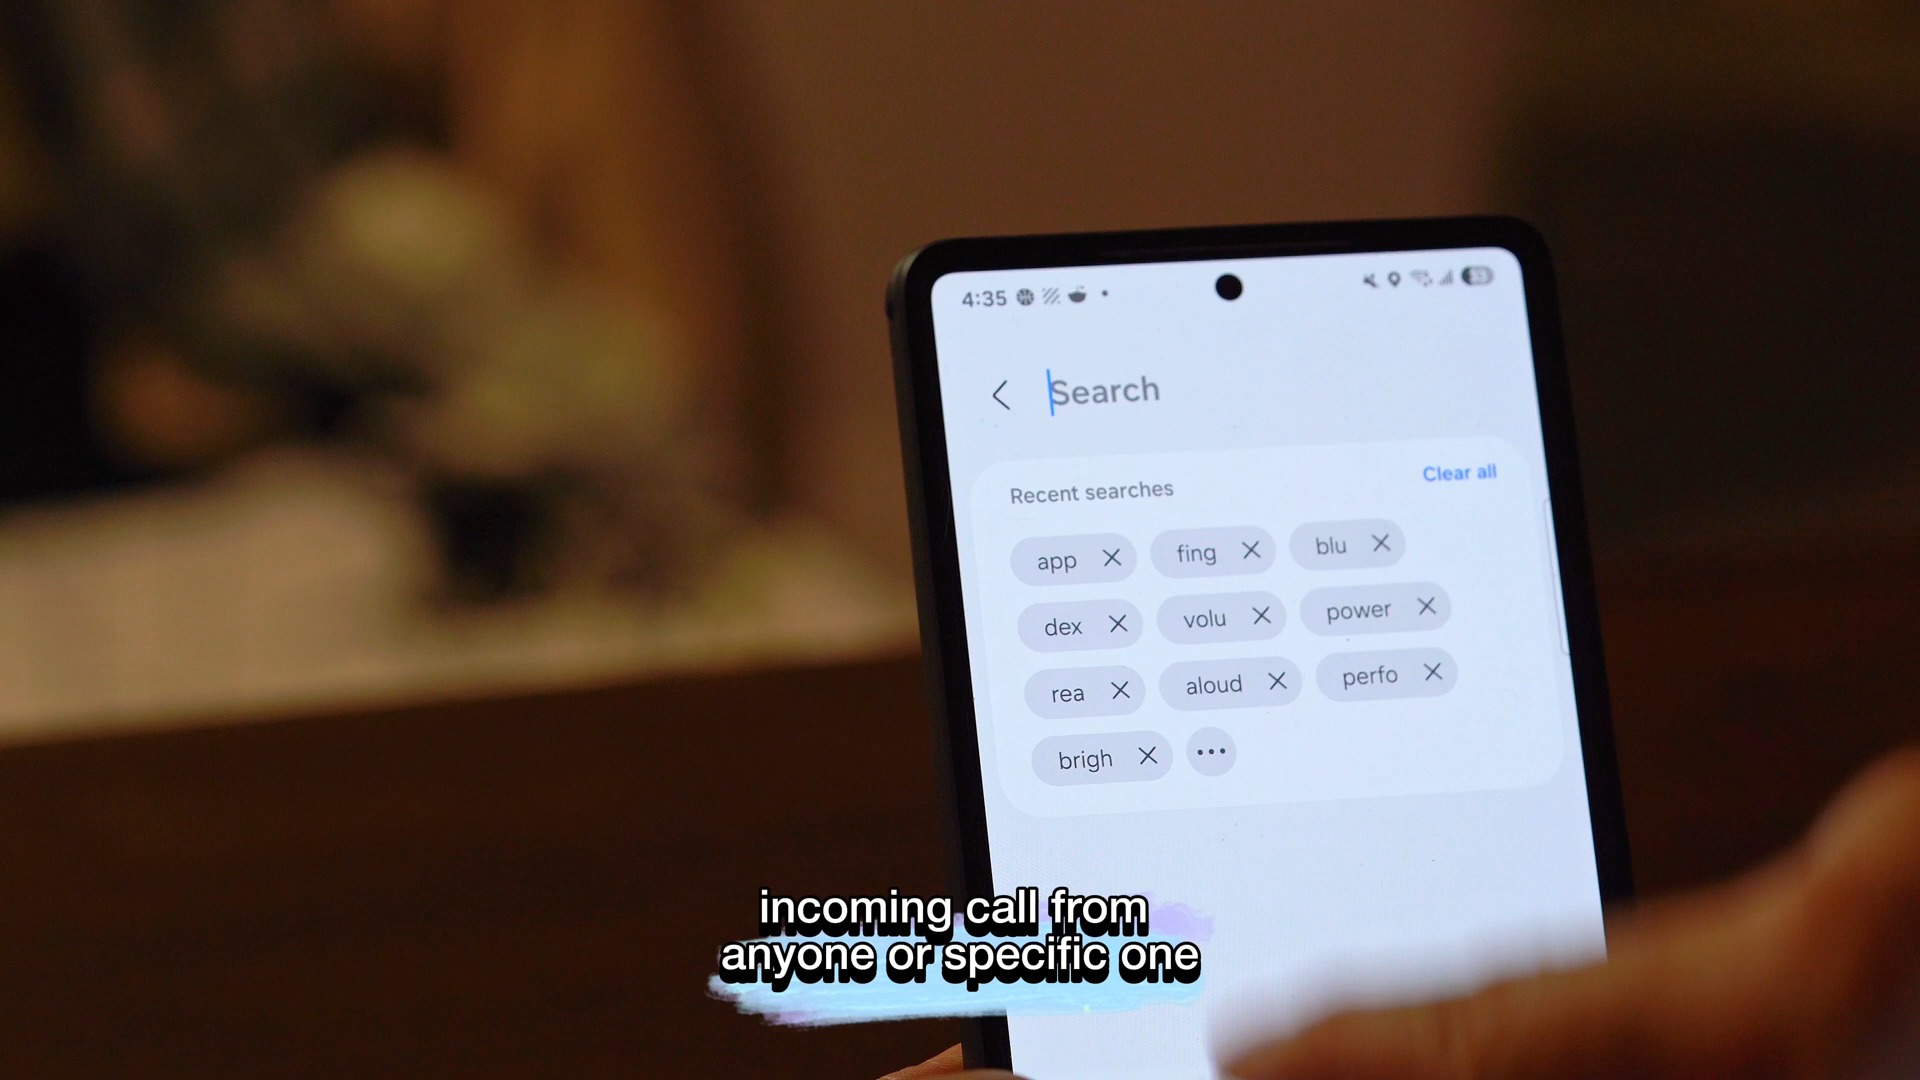 4:35
Search
Recent searches
Clear all
app
fing
blu
dex
volu
power
rea
aloud
perfo
brigh
incoming call from
anyone or specific one